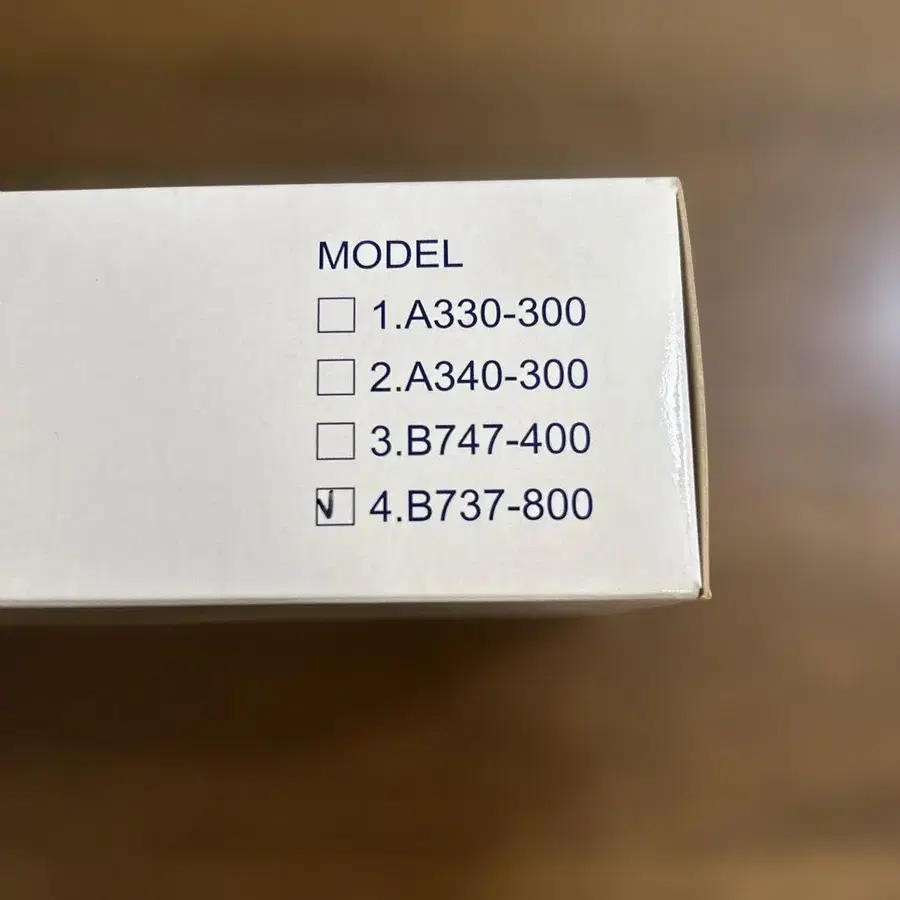 MODEL
☐ 1.A330-300
☐ 2.A340-300
☐ 3.B747-400
☑ 4.B737-800